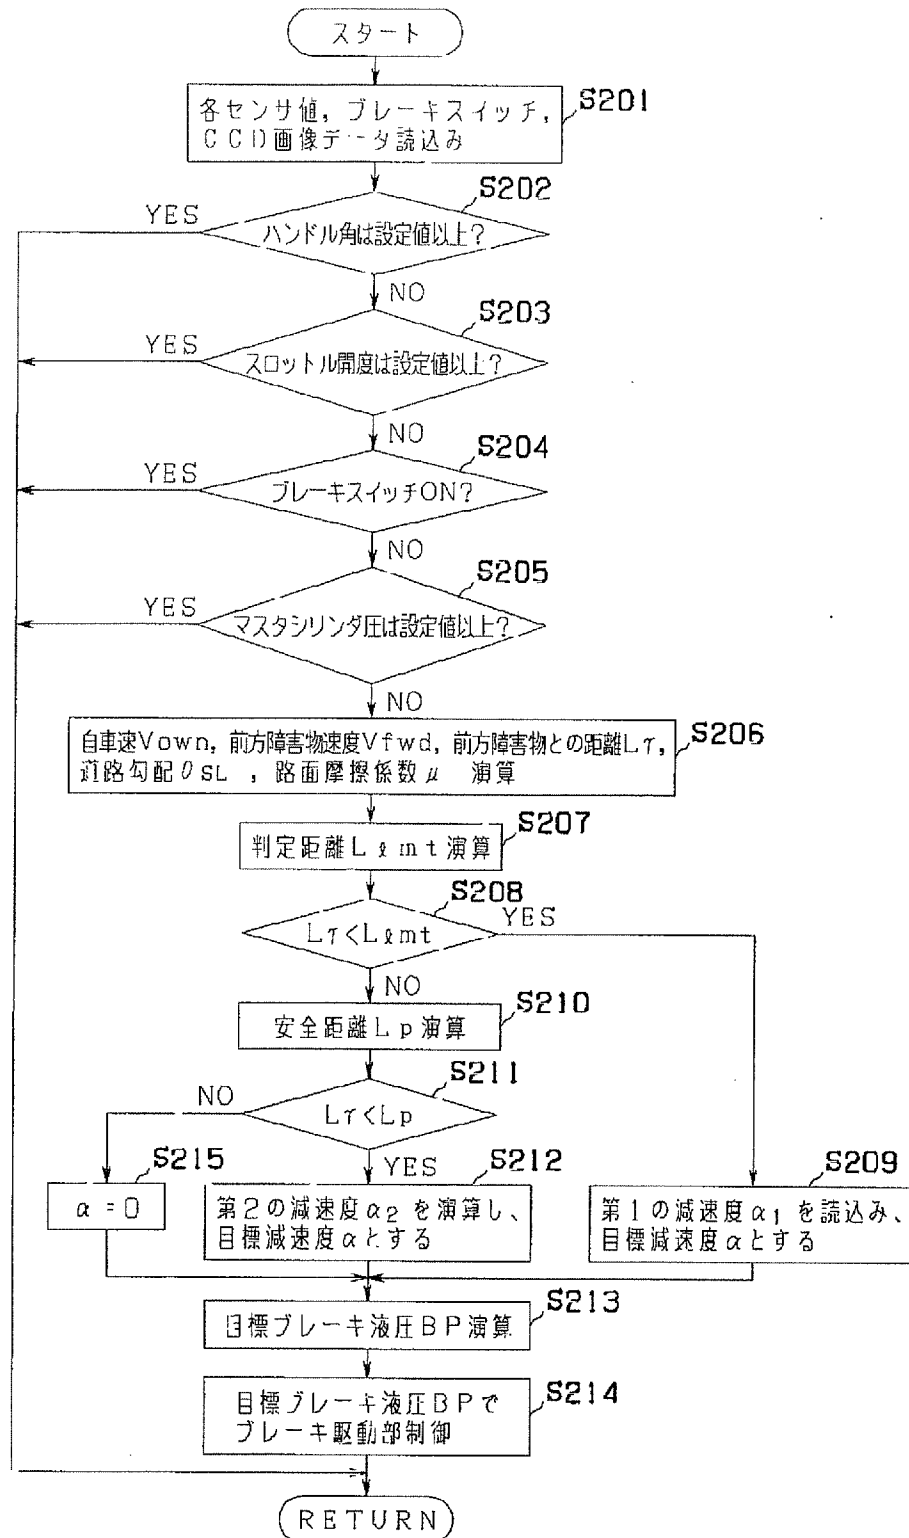 スタート
S201
各センサ値，ブレーキスイッチ，
CCD画像データ読込み
S202
YES
ハンドル角は設定値以上？
NO
S203
YES
スロットル開度は設定値以上？
NO
S204
YES
ブレーキスイッチON？
NO
S205
YES
マスタシリンダ圧は設定値以上？
NO
S206
自車速Vown，前方障害物速度Vfwd，前方障害物との距離Lr，
道路勾配θSL ，路面摩擦係数μ 演算
S207
判定距離Lℓmt演算
S208
YES
Lr<Lℓmt
NO
S210
安全距離Lp演算
S211
NO
Lr<Lp
YES
S215
α=0
S212
第2の減速度α2を演算し、
目標減速度αとする
S209
第1の減速度α1を読込み、
目標減速度αとする
S213
目標ブレーキ液圧BP演算
S214
目標ブレーキ液圧BPで
ブレーキ駆動部制御
RETURN